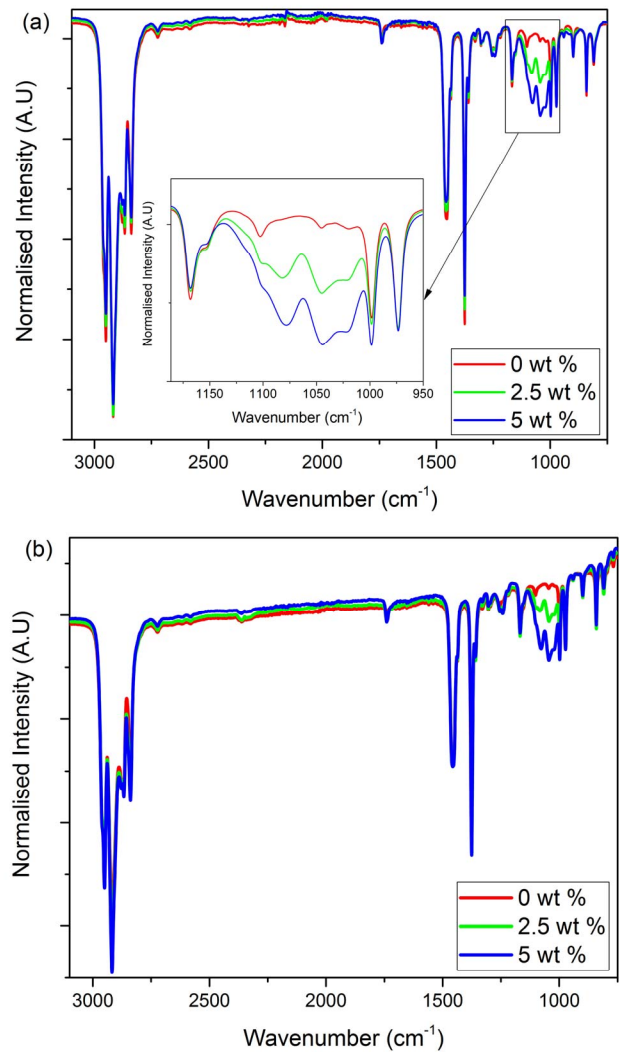 (a)
Normalised Intensity (A.U)
Normalised Intensity (A.U)
1150 1100 1050 1000 950
Wavenumber (cm-1)
0 wt %
2.5 wt %
5 wt %
3000 2500 2000 1500 1000
Wavenumber (cm-1)
(b)
Normalised Intensity (A.U)
0 wt %
2.5 wt %
5 wt %
3000 2500 2000 1500 1000
Wavenumber (cm-1)